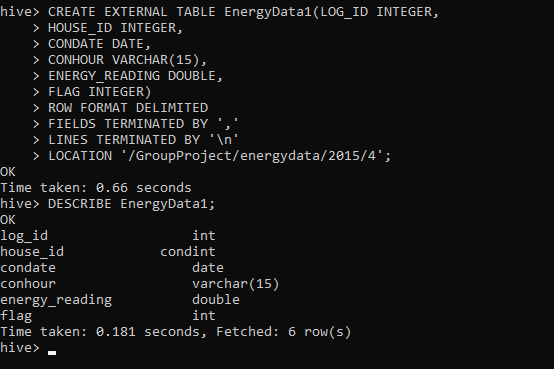 hive> CREATE EXTERNAL TABLE EnergyData1(LOG_ID INTEGER,
    > HOUSE_ID INTEGER,
    > CONDATE DATE,
    > CONHOUR VARCHAR(15),
    > ENERGY_READING DOUBLE,
    > FLAG INTEGER)
    > ROW FORMAT DELIMITED
    > FIELDS TERMINATED BY ','
    > LINES TERMINATED BY '\n'
    > LOCATION '/GroupProject/energydata/2015/4';
OK
Time taken: 0.66 seconds
hive> DESCRIBE EnergyData1;
OK
log_id                  int
house_id            condint
condate                 date
conhour                 varchar(15)
energy_reading          double
flag                    int
Time taken: 0.181 seconds, Fetched: 6 row(s)
hive>